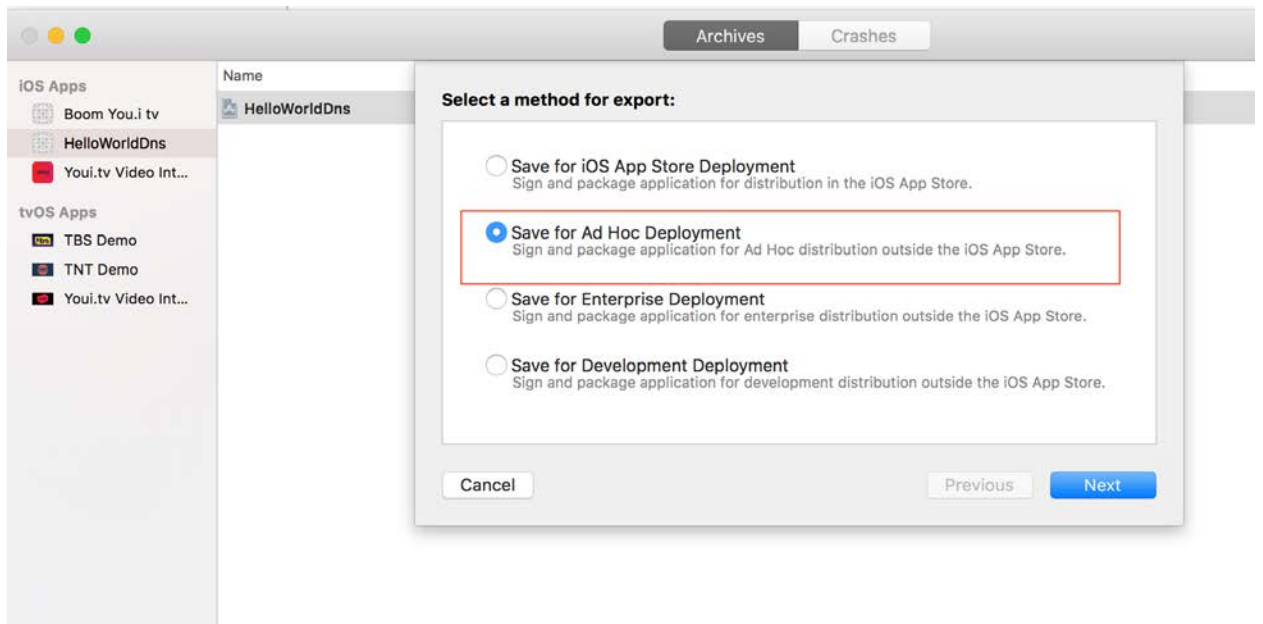 Archives
Crashes
iOS Apps
Boom You.i tv
HelloWorldDns
Youi.tv Video Int...
tvOS Apps
TBS Demo
TNT Demo
Youi.tv Video Int...
Name
HelloWorldDns
Select a method for export:
Save for iOS App Store Deployment
Sign and package application for distribution in the iOS App Store.
Save for Ad Hoc Deployment
Sign and package application for Ad Hoc distribution outside the iOS App Store.
Save for Enterprise Deployment
Sign and package application for enterprise distribution outside the iOS App Store.
Save for Development Deployment
Sign and package application for development distribution outside the iOS App Store.
Cancel
Previous
Next